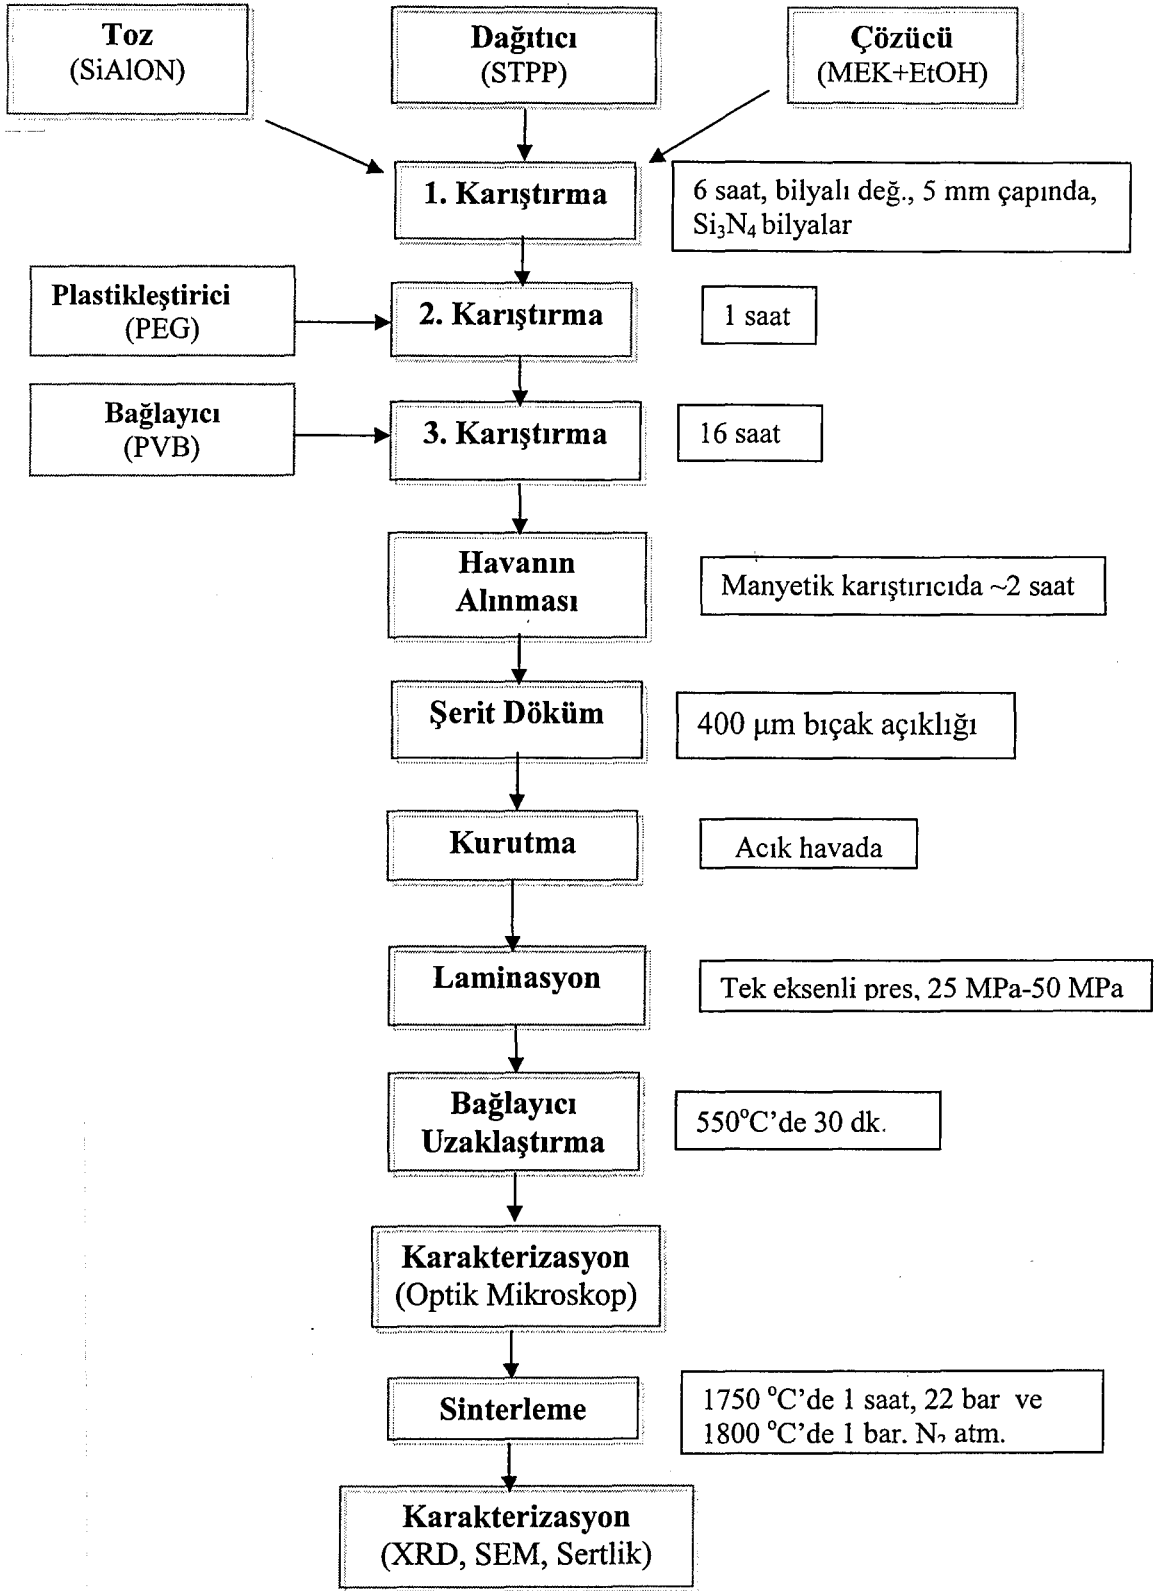 Toz
(SiAlON)
Dağıtıcı
(STPP)
Çözücü
(MEK+EtOH)
1. Karıştırma
6 saat, bilyalı değ., 5 mm çapında,
Si₃N₄ bilyalar
Plastikleştirici
(PEG)
2. Karıştırma
1 saat
Bağlayıcı
(PVB)
3. Karıştırma
16 saat
Havanın
Alınması
Manyetik karıştırıcıda ~2 saat
Şerit Döküm
400 µm bıçak açıklığı
Kurutma
Acık havada
Laminasyon
Tek eksenli pres, 25 MPa-50 MPa
Bağlayıcı
Uzaklaştırma
550°C’de 30 dk.
Karakterizasyon
(Optik Mikroskop)
Sinterleme
1750 °C’de 1 saat, 22 bar ve
1800 °C’de 1 bar. N₂ atm.
Karakterizasyon
(XRD, SEM, Sertlik)